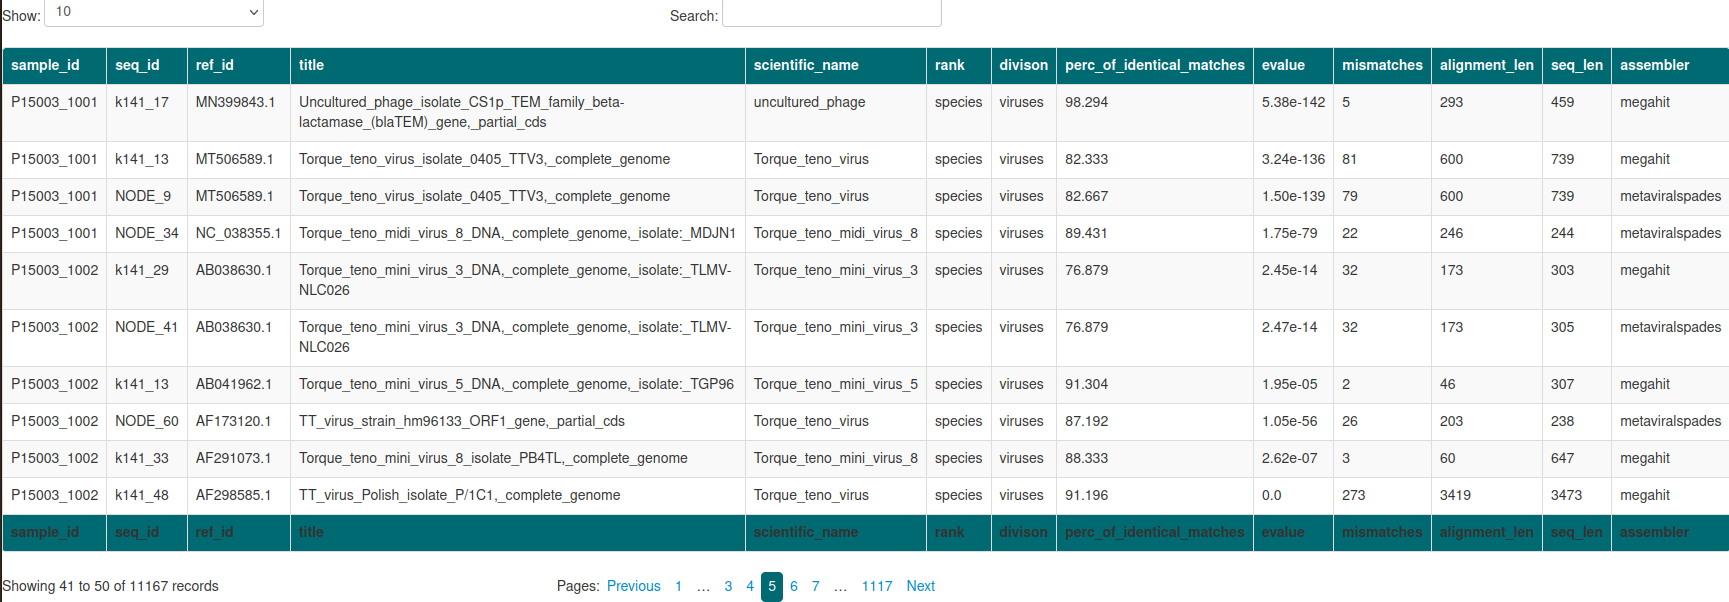 Show: 10 Search:
sample_id seq_id ref_id title scientific_name rank divison perc_of_identical_matches evalue mismatches alignment_len seq_len assembler
P15003_1001 k141_17 MN399843.1 Uncultured_phage_isolate_CS1p_TEM_family_beta- uncultured_phage species viruses 98.294 5.38e-142 5 293 459 megahit
lactamase_(blaTEM)_gene,_partial_cds
P15003_1001 k141_13 MT506589.1 Torque_teno_virus_isolate_0405_TTV3,_complete_genome Torque_teno_virus species viruses 82.333 3.24e-136 81 600 739 megahit
P15003_1001 NODE_9 MT506589.1 Torque_teno_virus_isolate_0405_TTV3,_complete_genome Torque_teno_virus species viruses 82.667 1.50e-139 79 600 739 metaviralspades
P15003_1001 NODE_34 NC_038355.1 Torque_teno_midi_virus_8_DNA,_complete_genome,_isolate:_MDJN1 Torque_teno_midi_virus_8 species viruses 89.431 1.75e-79 22 246 244 metaviralspades
P15003_1002 k141_29 AB038630.1 Torque_teno_mini_virus_3_DNA,_complete_genome,_isolate:_TLMV- Torque_teno_mini_virus_3 species viruses 76.879 2.45e-14 32 173 303 megahit
NLC026
P15003_1002 NODE_41 AB038630.1 Torque_teno_mini_virus_3_DNA,_complete_genome,_isolate:_TLMV- Torque_teno_mini_virus_3 species viruses 76.879 2.47e-14 32 173 305 metaviralspades
NLC026
P15003_1002 k141_13 AB041962.1 Torque_teno_mini_virus_5_DNA,_complete_genome,_isolate:_TGP96 Torque_teno_mini_virus_5 species viruses 91.304 1.95e-05 2 46 307 megahit
P15003_1002 NODE_60 AF173120.1 TT_virus_strain_hm96133_ORF1_gene,_partial_cds Torque_teno_virus species viruses 87.192 1.05e-56 26 203 238 metaviralspades
P15003_1002 k141_33 AF291073.1 Torque_teno_mini_virus_8_isolate_PB4TL,_complete_genome Torque_teno_mini_virus_8 species viruses 88.333 2.62e-07 3 60 647 megahit
P15003_1002 k141_48 AF298585.1 TT_virus_Polish_isolate_P/1C1,_complete_genome Torque_teno_virus species viruses 91.196 0.0 273 3419 3473 megahit
sample_id seq_id ref_id title scientific_name rank divison perc_of_identical_matches evalue mismatches alignment_len seq_len assembler
Showing 41 to 50 of 11167 records Pages: Previous 1 ... 3 4 5 6 7 ... 1117 Next